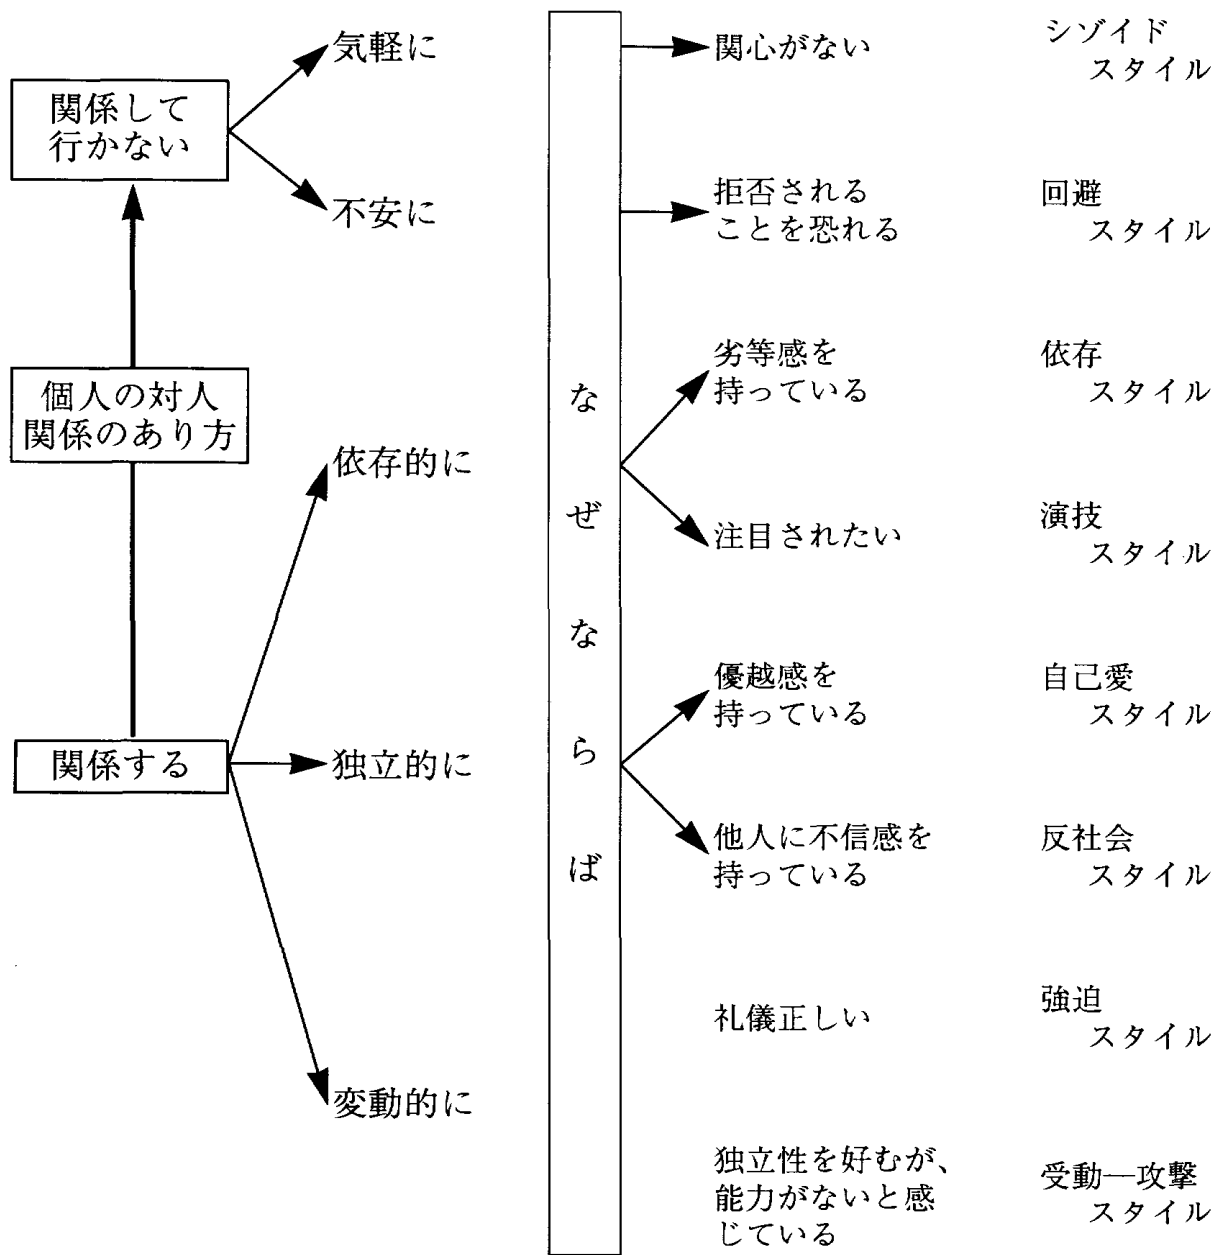 気軽に
関係して
行かない
不安に
個人の対人
関係のあり方
依存的に
関係する
独立的に
変動的に
なぜならば
関心がない
シゾイド
スタイル
拒否される
ことを恐れる
回避
スタイル
劣等感を
持っている
依存
スタイル
注目されたい
演技
スタイル
優越感を
持っている
自己愛
スタイル
他人に不信感を
持っている
反社会
スタイル
礼儀正しい
強迫
スタイル
独立性を好むが、
能力がないと感
じている
受動―攻撃
スタイル